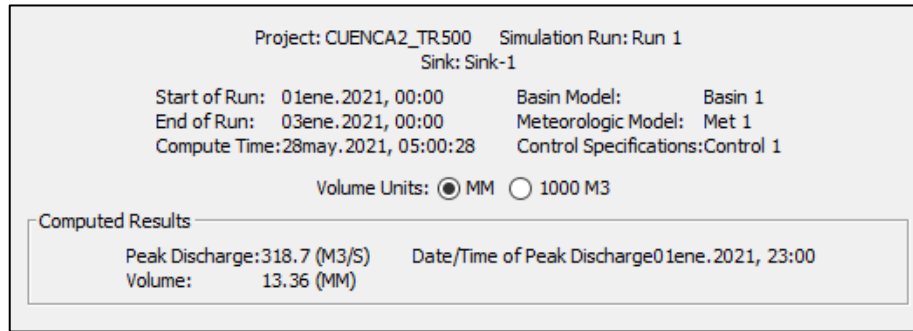 Project: CUENCA2_TR500 Simulation Run: Run 1
Sink: Sink-1
Start of Run: 01ene.2021, 00:00 Basin Model: Basin 1
End of Run: 03ene.2021, 00:00 Meteorologic Model: Met 1
Compute Time:28may.2021, 05:00:28 Control Specifications:Control 1
Volume Units: MM 1000 M3
Computed Results
Peak Discharge:318.7 (M3/S) Date/Time of Peak Discharge01ene.2021, 23:00
Volume: 13.36 (MM)